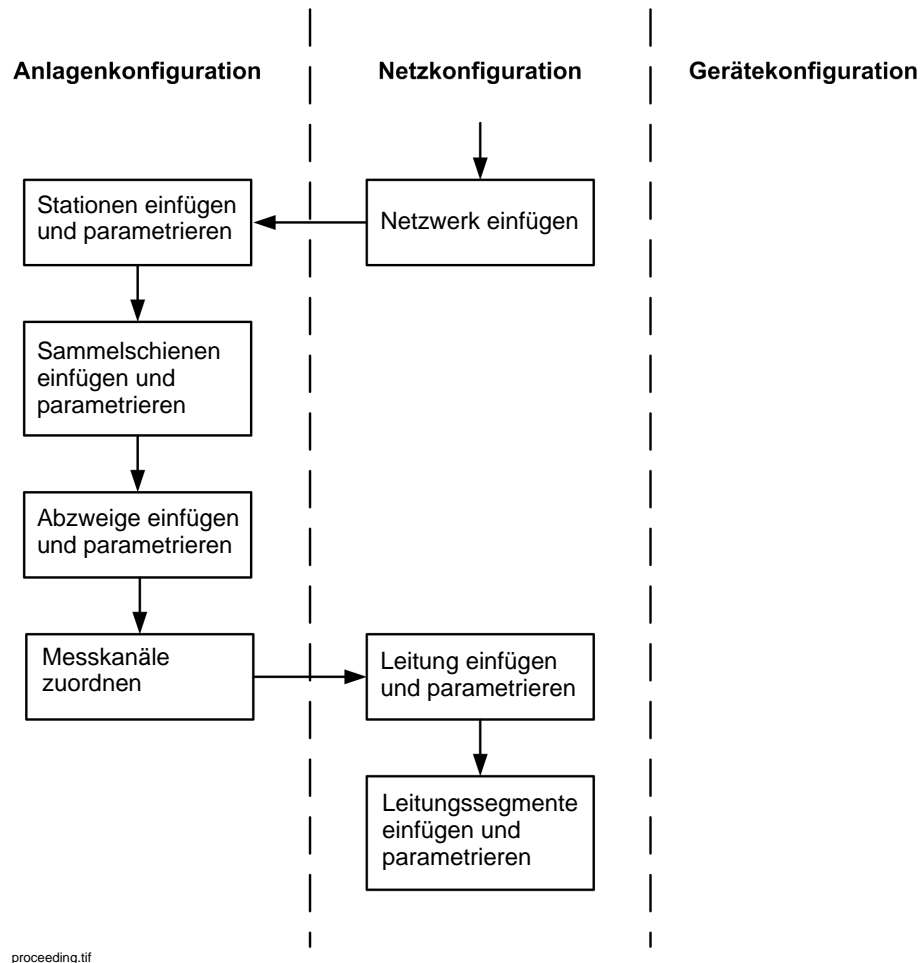 Anlagenkonfiguration
Netzkonfiguration
Gerätekonfiguration
Stationen einfügen
und parametrieren
Netzwerk einfügen
Sammelschienen
einfügen und
parametrieren
Abzweige einfügen
und parametrieren
Messkanäle
zuordnen
Leitung einfügen
und parametrieren
Leitungssegmente
einfügen und
parametrieren
proceeding.tif